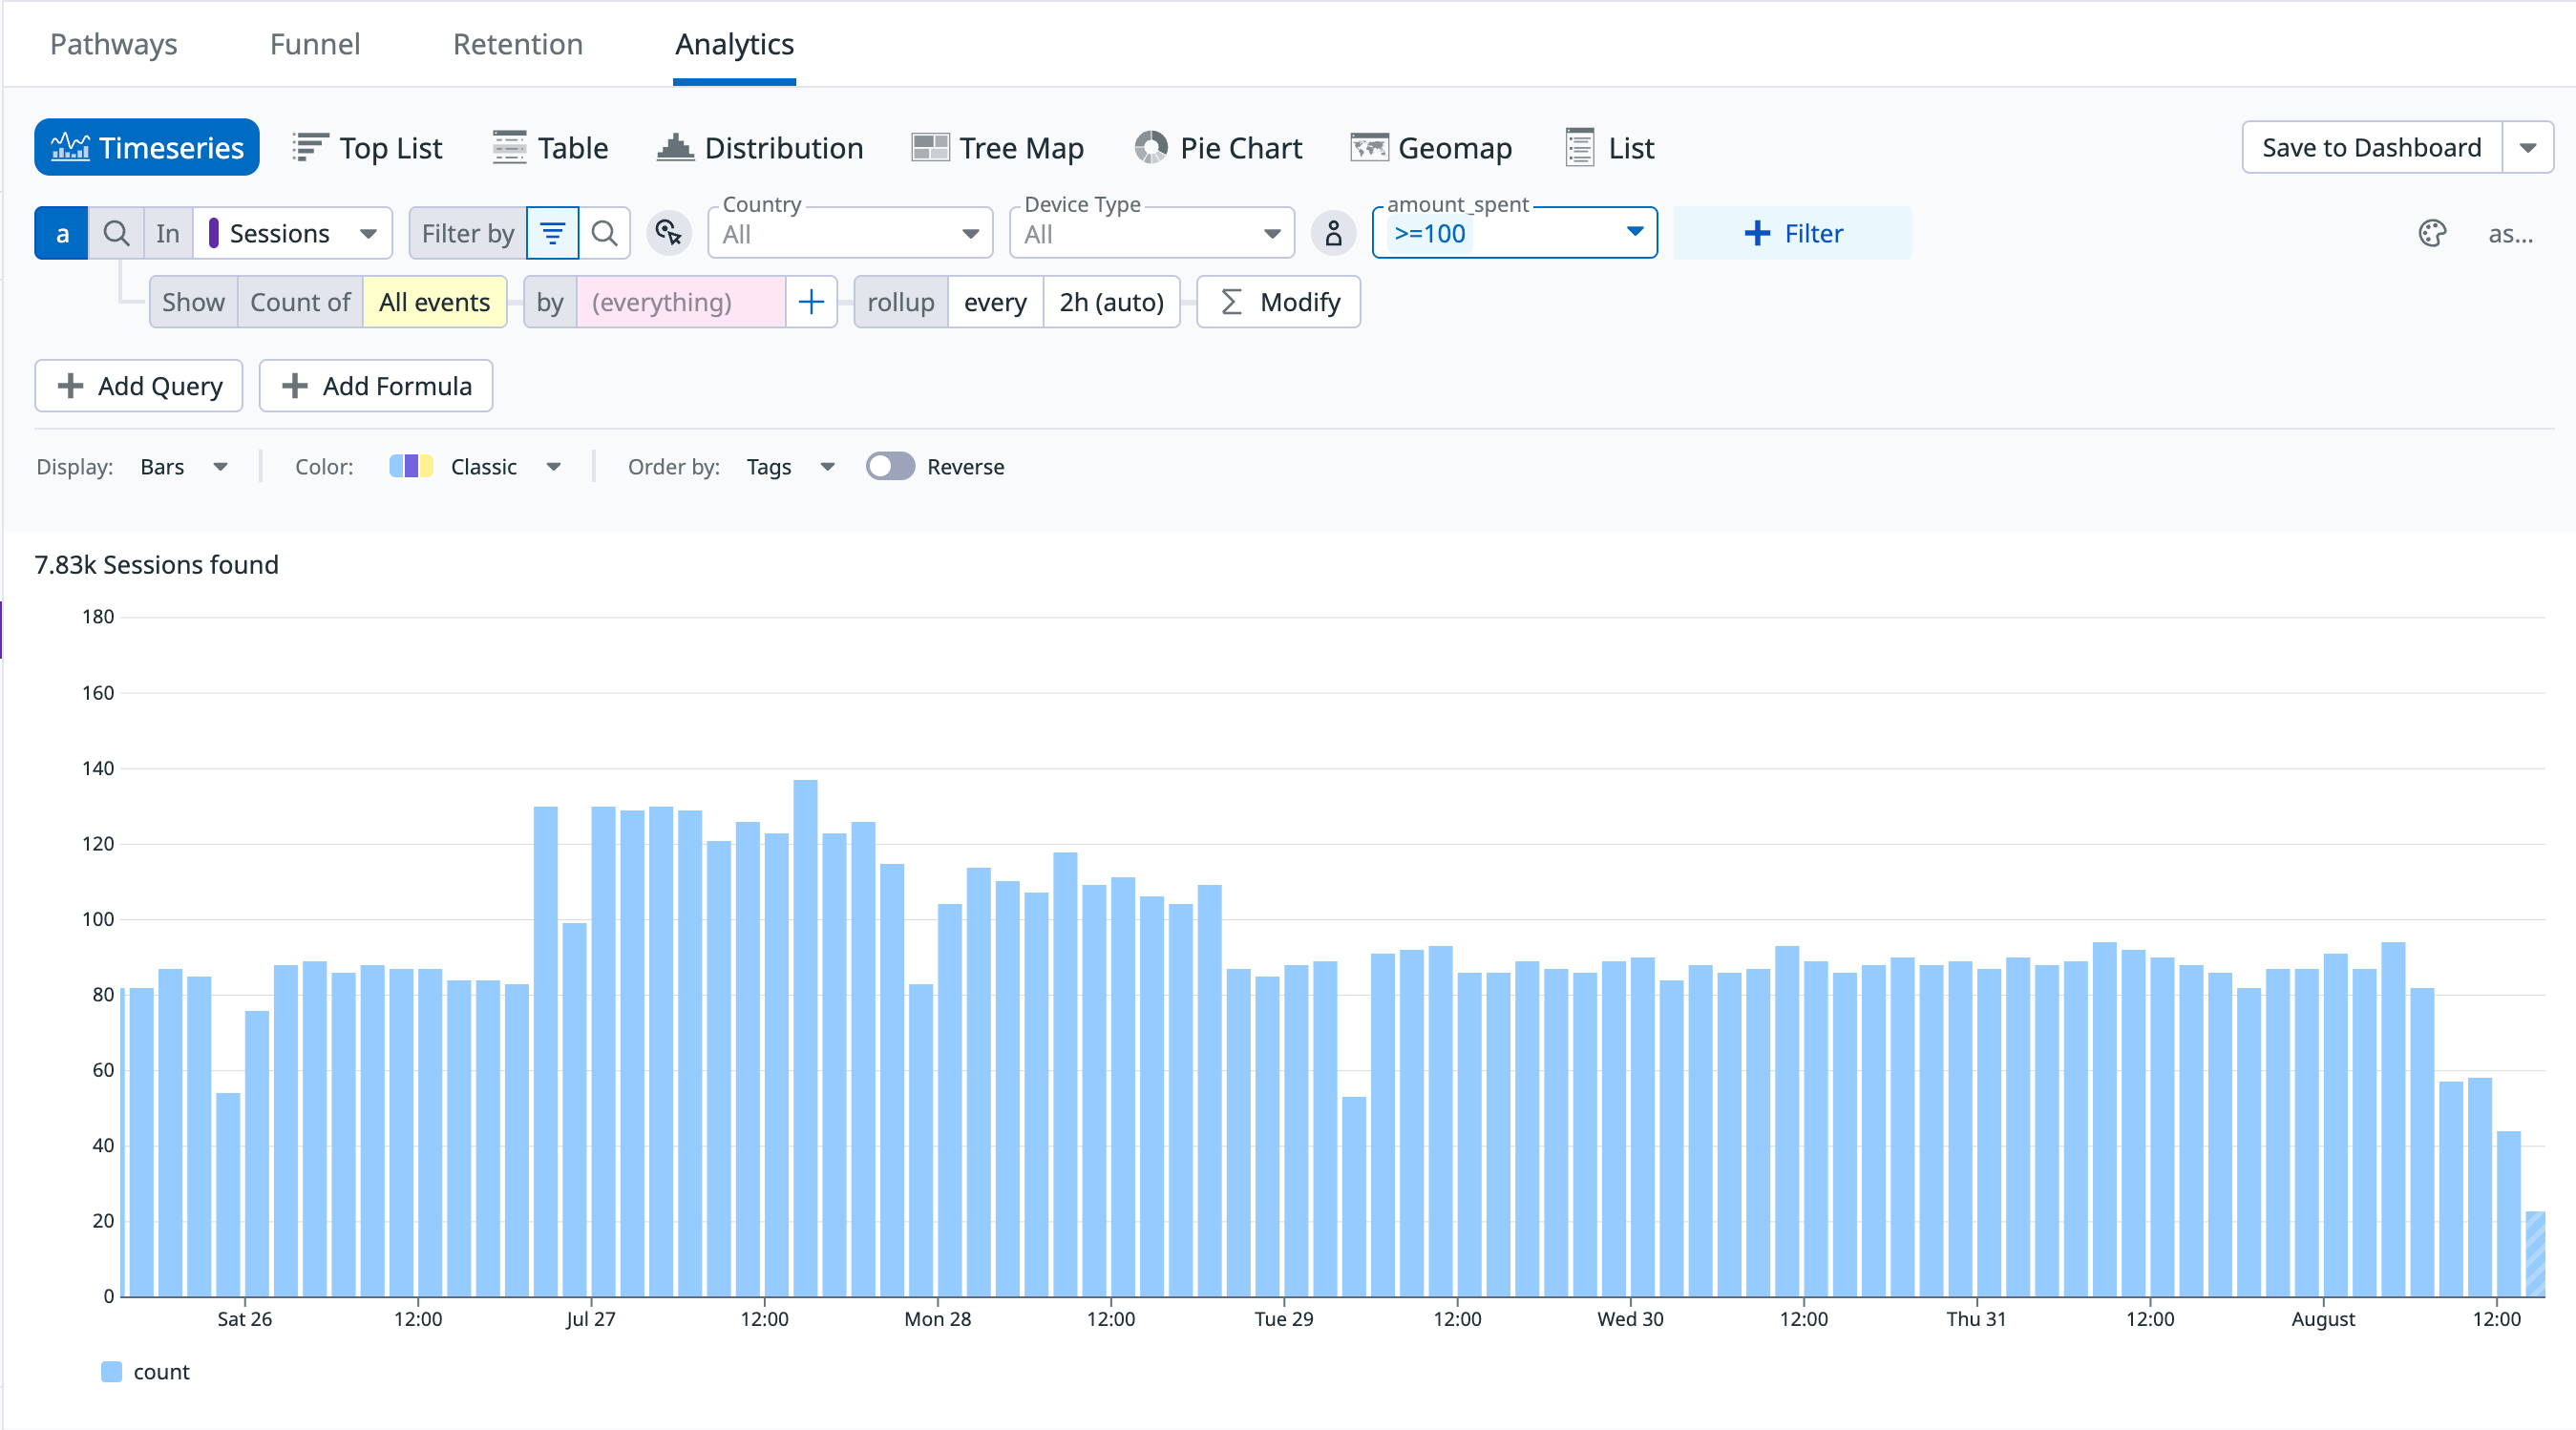 Pathways Funnel Retention Analytics
Timeseries Top List Table Distribution Tree Map Pie Chart Geomap List Save to Dashboard
Country Device Type amount_spent
a In Sessions Filter by All All >=100 Filter as...
Show Count of All events by (everything) rollup every 2h (auto) Σ Modify
Add Query Add Formula
Display: Bars Color: Classic Order by: Tags Reverse
7.83k Sessions found
180
160
140
120
100
80
60
40
20
0
Sat 26 12:00 Jul 27 12:00 Mon 28 12:00 Tue 29 12:00 Wed 30 12:00 Thu 31 12:00 August 12:00
count